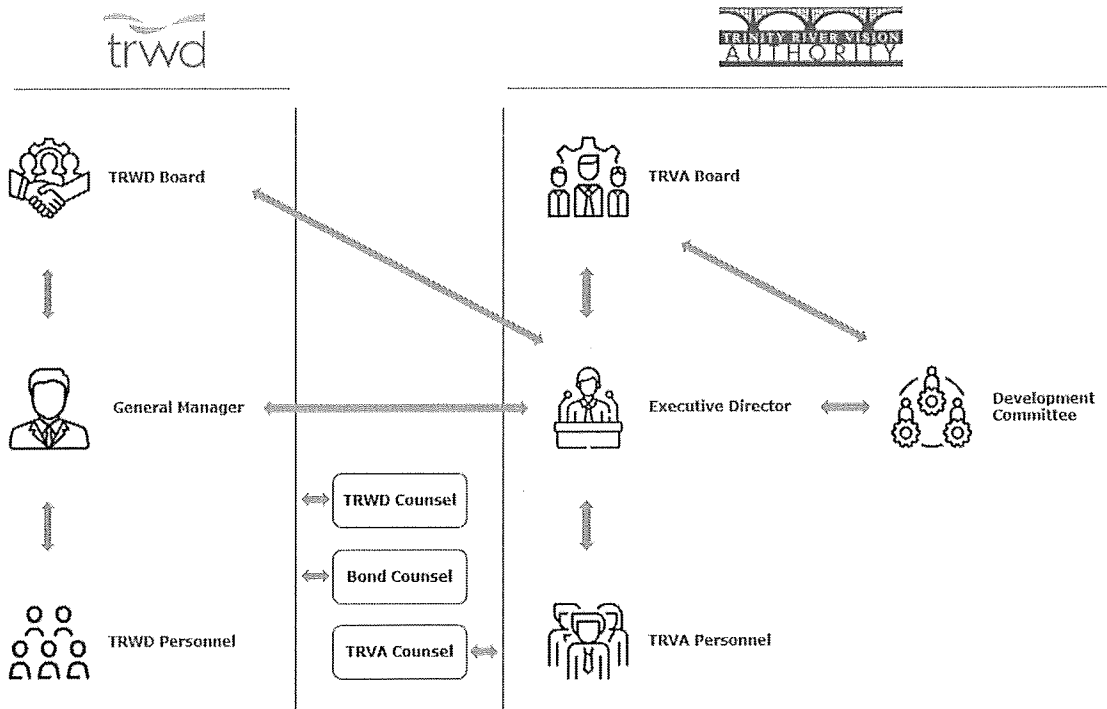 trwd
TRINITY RIVER VISION
AUTHORITY
TRWD Board
TRVA Board
General Manager
Executive Director
Development
Committee
TRWD Counsel
Bond Counsel
TRWD Personnel
TRVA Counsel
TRVA Personnel